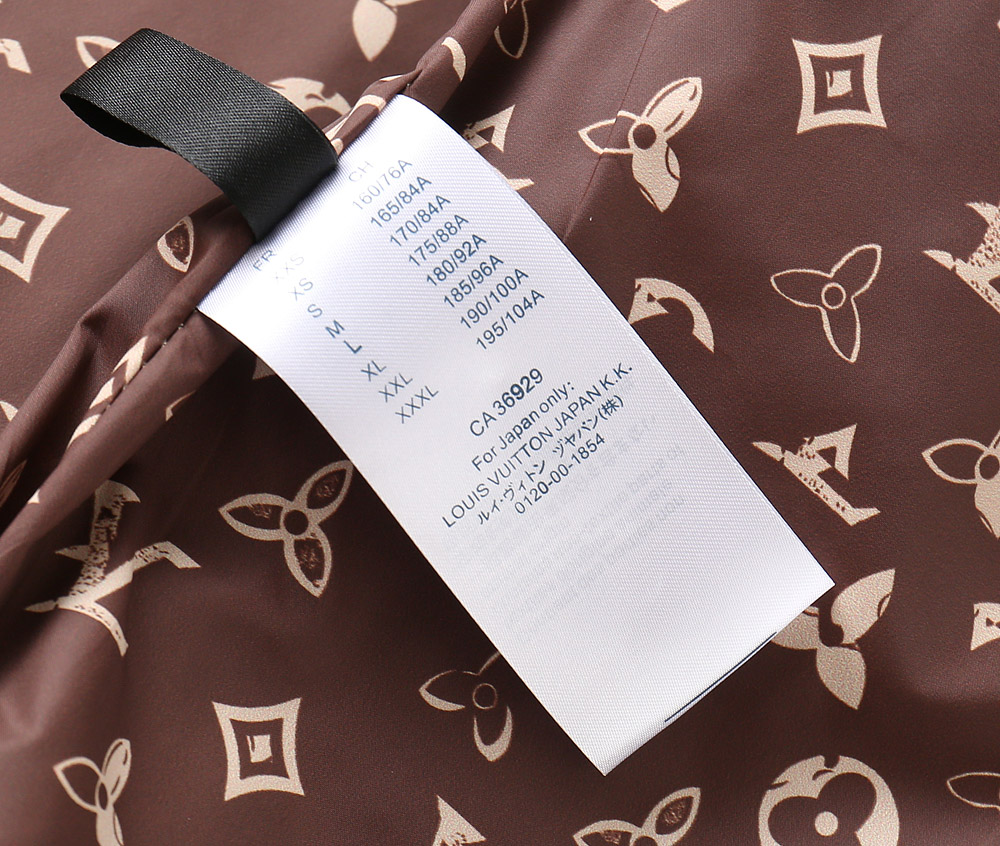 FR CH
XXS 160/76A
XS 165/84A
S 170/84A
M 175/88A
L 180/92A
XL 185/96A
XXL 190/100A
XXXL 195/104A
CA 36929
For Japan only:
LOUIS VUITTON JAPAN K.K.
ルイ・ヴィトン ジャパン(株)
0120-00-1854